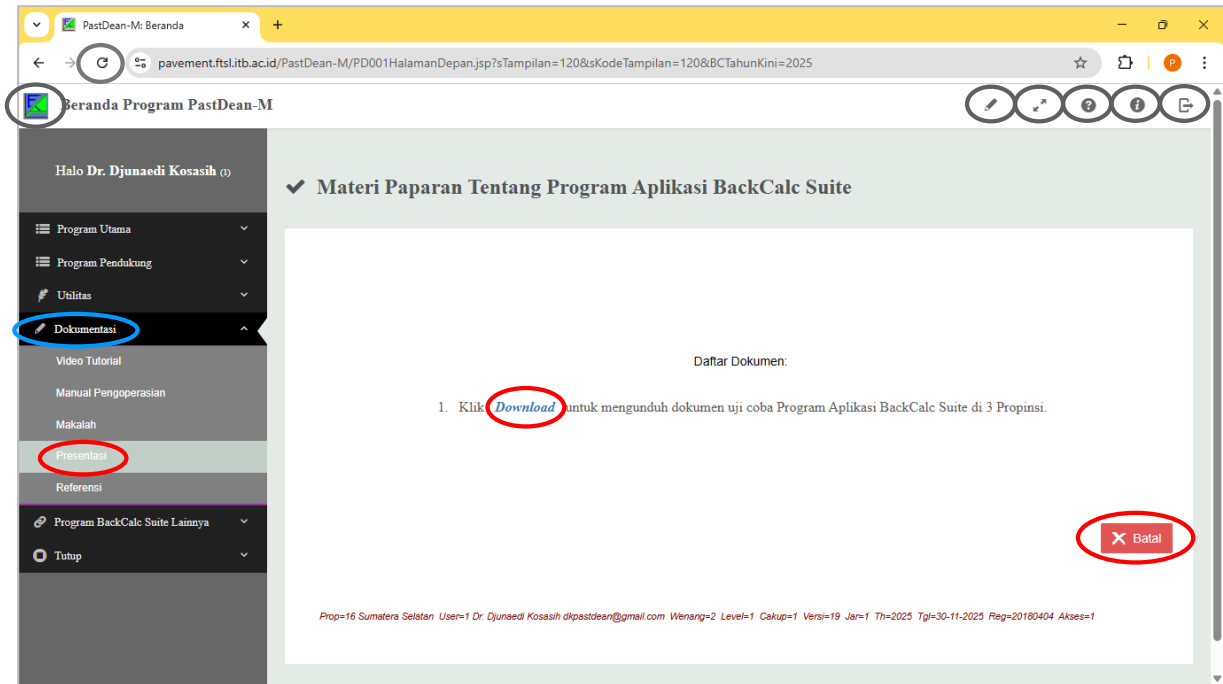 PastDean-M: Beranda
pavement.ftsl.itb.ac.id/PastDean-M/PD001HalamanDepan.jsp?sTampilan=120&sKodeTampilan=120&BCTahunKini=2025
P
Beranda Program PastDean-M
Halo Dr. Djunaedi Kosasih (1)
Program Utama
Program Pendukung
Utilitas
Dokumentasi
Video Tutorial
Manual Pengoperasian
Makalah
Presentasi
Referensi
Program BackCalc Suite Lainnya
Tutup
Materi Paparan Tentang Program Aplikasi BackCalc Suite
Daftar Dokumen:
1. Klik Download untuk mengunduh dokumen uji coba Program Aplikasi BackCalc Suite di 3 Propinsi.
Batal
Prop=16 Sumatera Selatan User=1 Dr. Djunaedi Kosasih dkpastdean@gmail.com Wenang=2 Level=1 Cakup=1 Versi=19 Jar=1 Th=2025 Tgl=30-11-2025 Reg=20180404 Akses=1